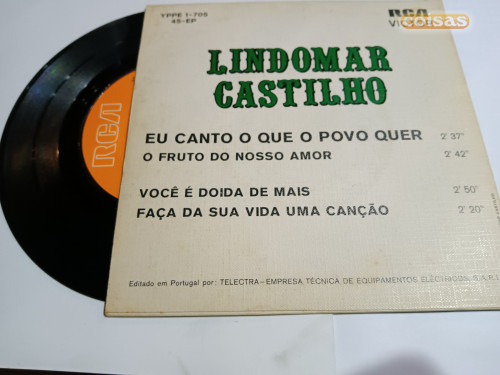 YPPE 1-705
45-EP
RCA
coisas
LINDOMAR
CASTILHO
EU CANTO O QUE O POVO QUER 2'37"
O FRUTO DO NOSSO AMOR 2'42"
VOCÊ É DOIDA DE MAIS 2'50"
FAÇA DA SUA VIDA UMA CANÇÃO 2'20"
Editado em Portugal por: TELECTRA-EMPRESA TÉCNICA DE EQUIPAMENTOS ELÉCTRICOS, S.A.R.L.
RCA